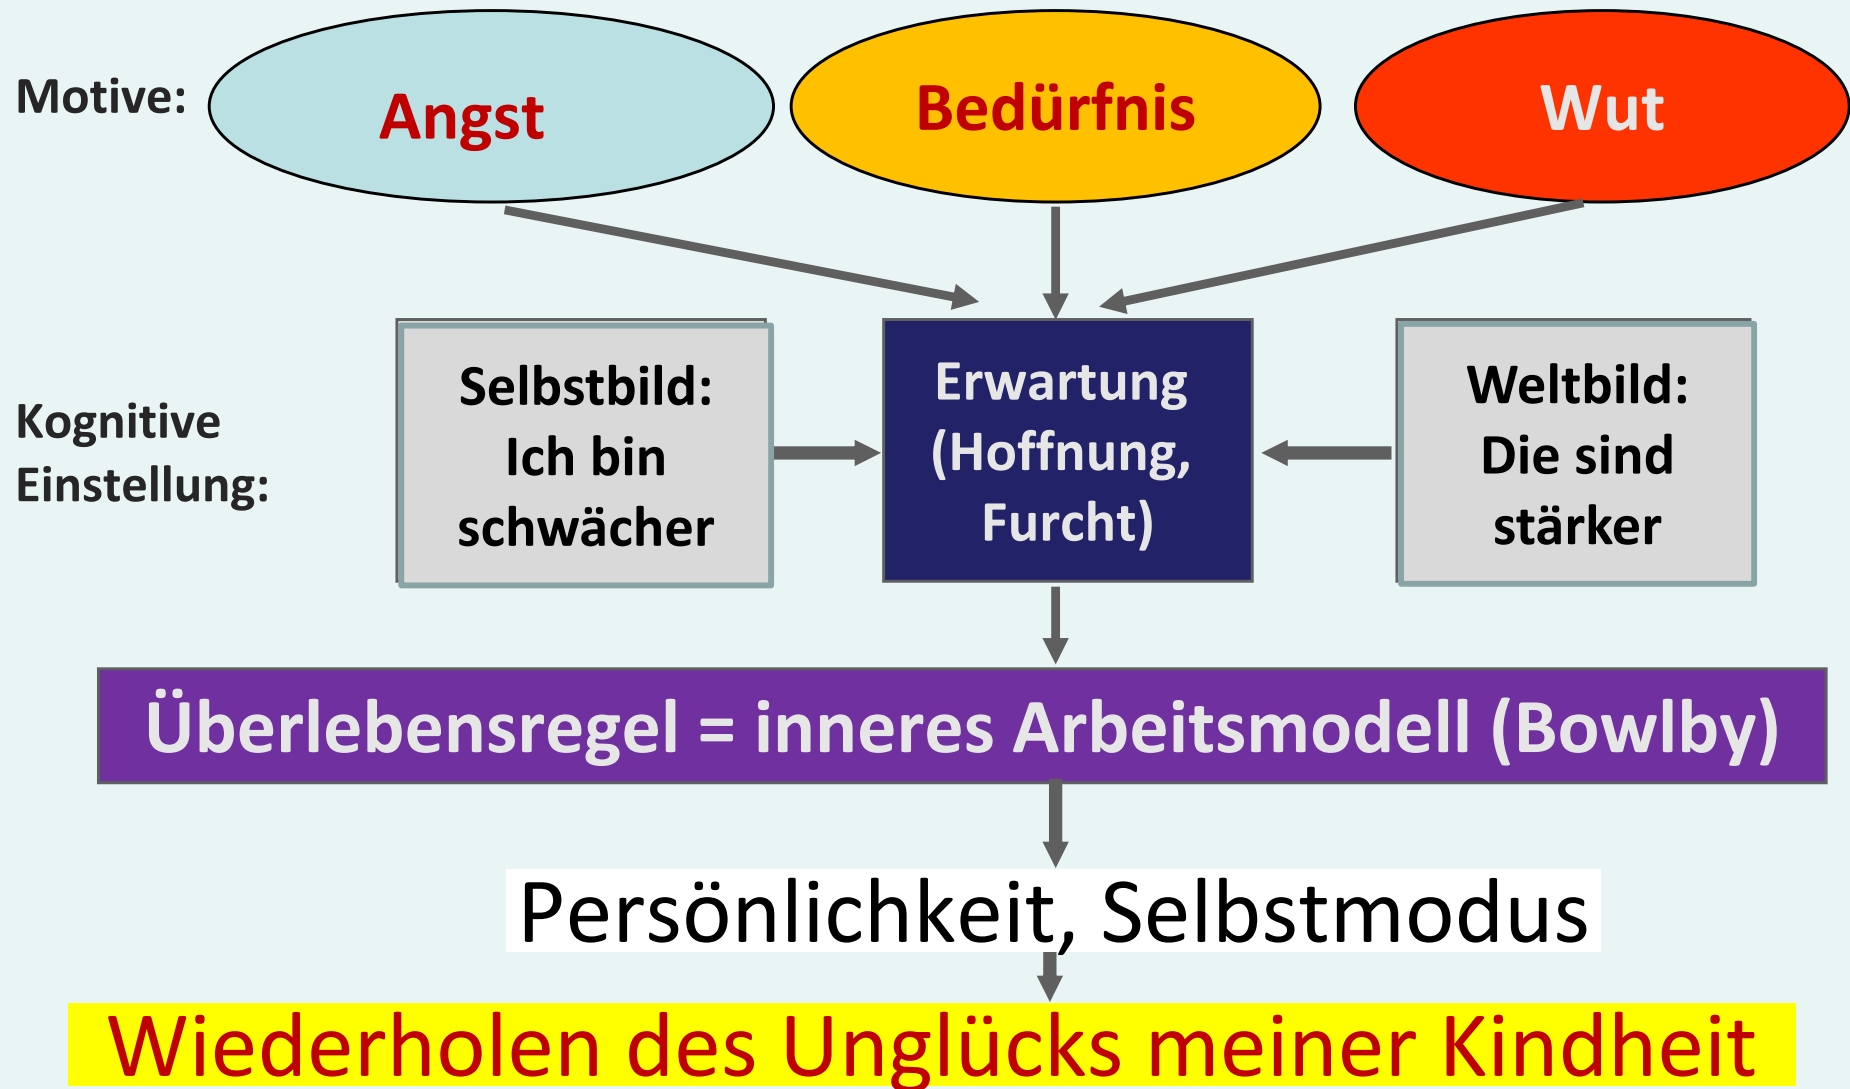 Motive:
Angst
Bedürfnis
Wut
Kognitive
Einstellung:
Selbstbild:
Ich bin
schwächer
Erwartung
(Hoffnung,
Furcht)
Weltbild:
Die sind
stärker
Überlebensregel = inneres Arbeitsmodell (Bowlby)
Persönlichkeit, Selbstmodus
Wiederholen des Unglücks meiner Kindheit